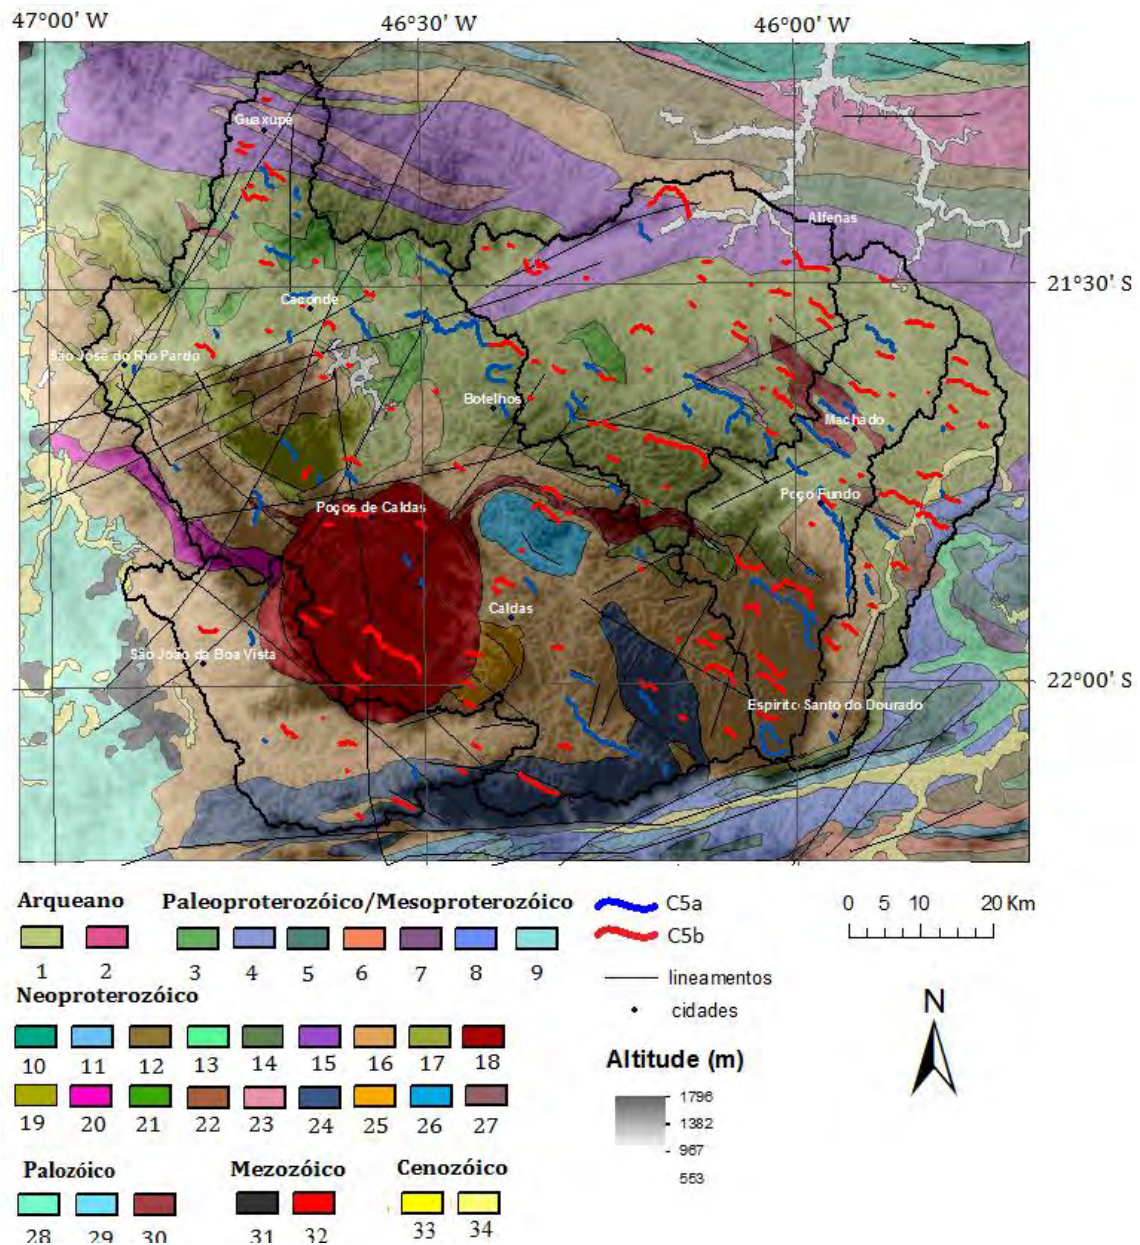 47°00' W 46°30' W 46°00' W
Guaxupé
Alfenas
21°30' S
Caconde
São José do Rio Pardo
Botelhos
Machado
Poço Fundo
Poços de Caldas
Caldas
São João da Boa Vista
22°00' S
Espirito Santo do Dourado
Arqueano Paleoproterozóico/Mesoproterozóico
1 2 3 4 5 6 7 8 9
Neoproterozóico
10 11 12 13 14 15 16 17 18
19 20 21 22 23 24 25 26 27
Palozóico Mezozóico Cenozóico
28 29 30 31 32 33 34
C5a
C5b
lineamentos
cidades
Altitude (m)
1796
1382
967
553
0 5 10 20 Km
N